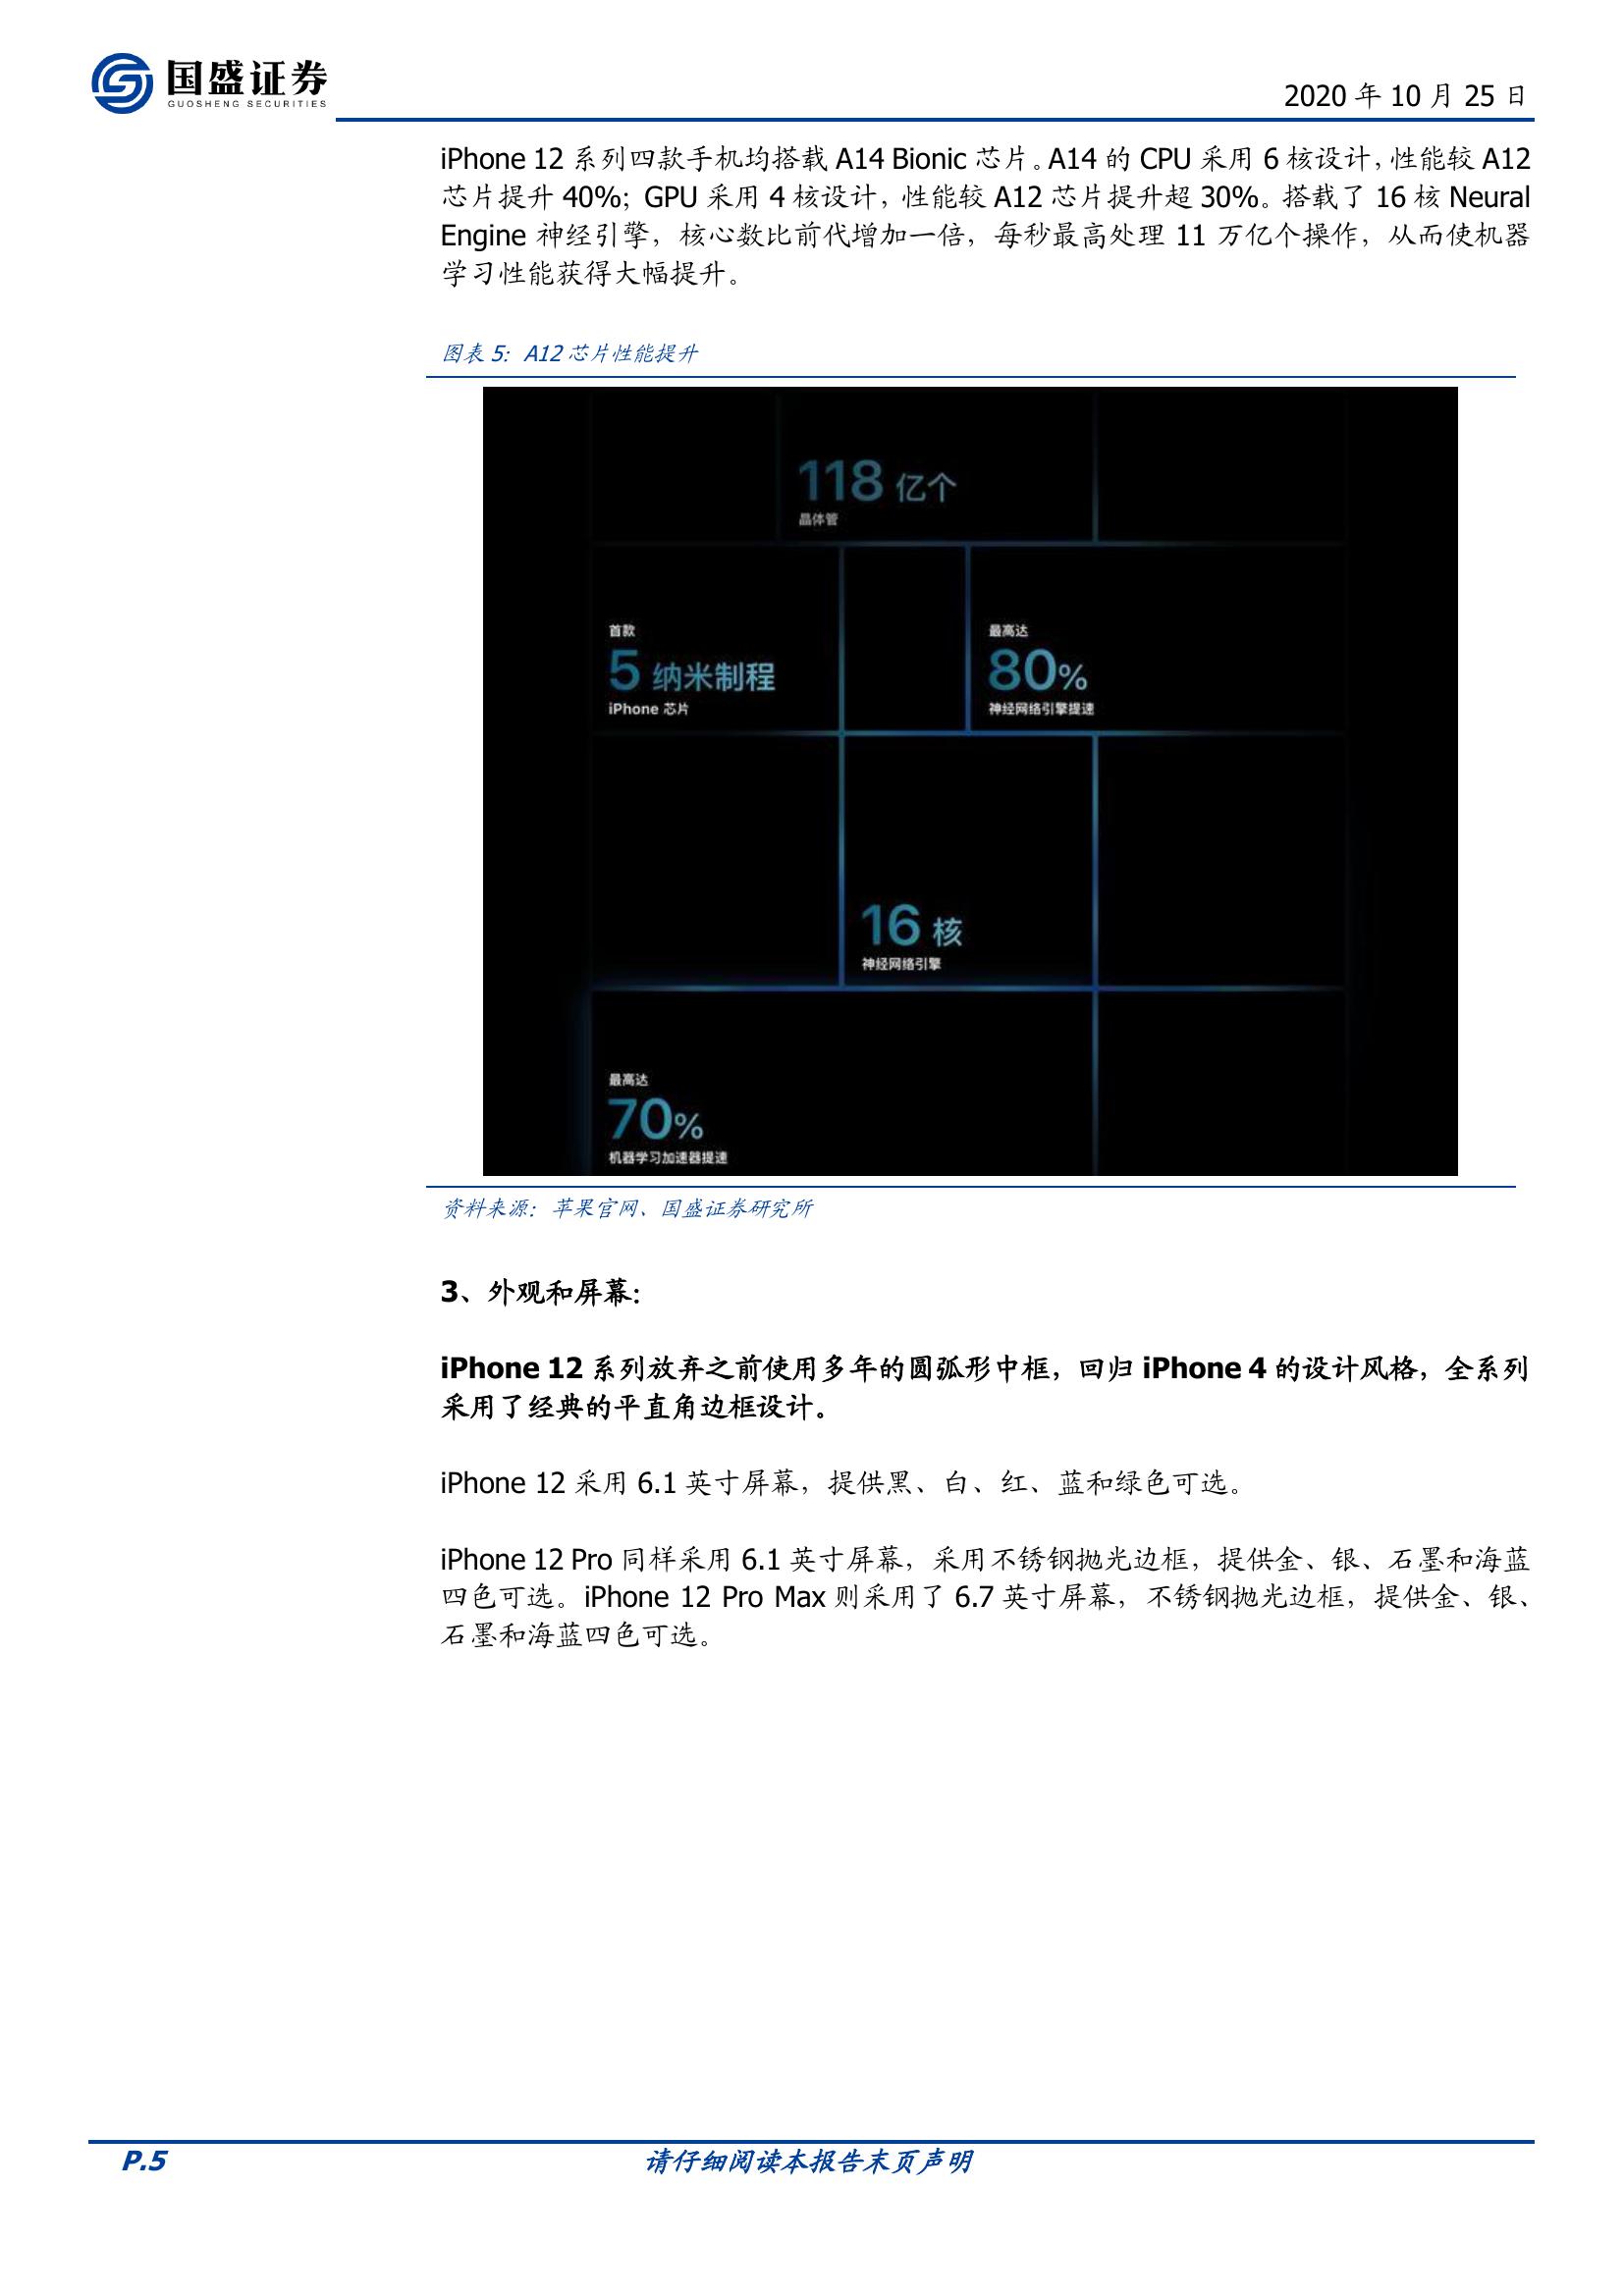 国盛证券
GUOSHENG SECURITIES
2020 年 10 月 25 日
iPhone 12 系列四款手机均搭载 A14 Bionic 芯片。A14 的 CPU 采用 6 核设计，性能较 A12
芯片提升 40%；GPU 采用 4 核设计，性能较 A12 芯片提升超 30%。搭载了 16 核 Neural
Engine 神经引擎，核心数比前代增加一倍，每秒最高处理 11 万亿个操作，从而使机器
学习性能获得大幅提升。
图表 5：A12 芯片性能提升
118 亿个
晶体管
首款
5 纳米制程
iPhone 芯片
最高达
80%
神经网络引擎提速
16 核
神经网络引擎
最高达
70%
机器学习加速器提速
资料来源：苹果官网、国盛证券研究所
3、外观和屏幕：
iPhone 12 系列放弃之前使用多年的圆弧形中框，回归 iPhone 4 的设计风格，全系列
采用了经典的平直角边框设计。
iPhone 12 采用 6.1 英寸屏幕，提供黑、白、红、蓝和绿色可选。
iPhone 12 Pro 同样采用 6.1 英寸屏幕，采用不锈钢抛光边框，提供金、银、石墨和海蓝
四色可选。iPhone 12 Pro Max 则采用了 6.7 英寸屏幕，不锈钢抛光边框，提供金、银、
石墨和海蓝四色可选。
P.5
请仔细阅读本报告末页声明